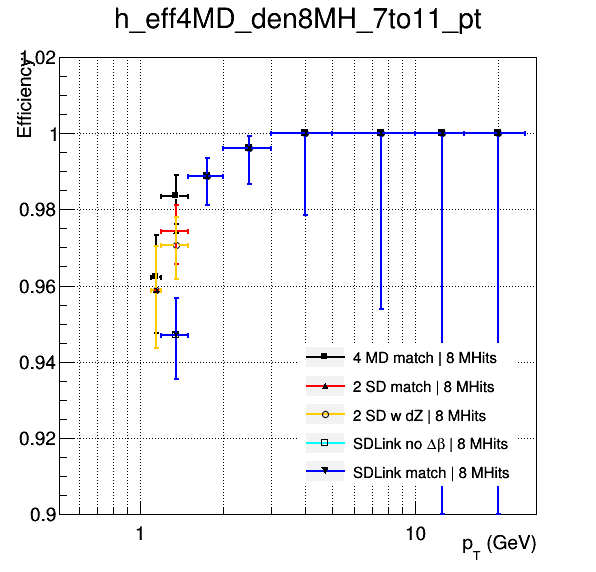 h_eff4MD_den8MH_7to11_pt
Efficiency
1.02
1
0.98
0.96
0.94
0.92
0.9
4 MD match | 8 MHits
2 SD match | 8 MHits
2 SD w dZ | 8 MHits
SDLink no Δβ | 8 MHits
SDLink match | 8 MHits
1
10
p_T (GeV)